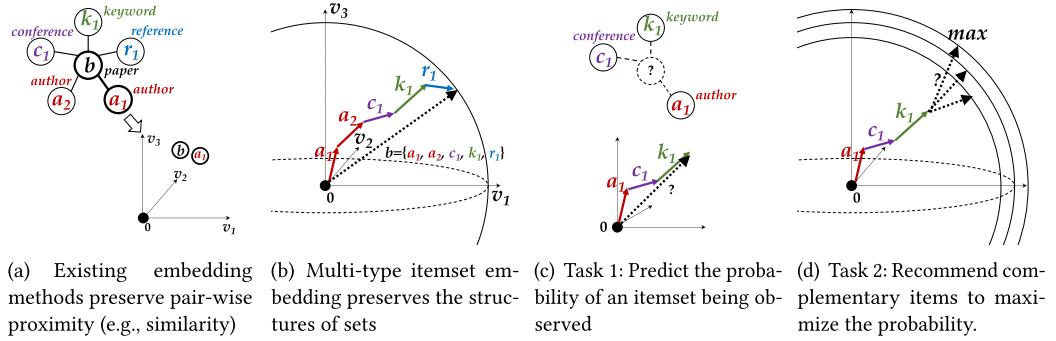 keyword
k1
conference
reference
c1
r1
b
paper
author
author
a2
a1
v3
b
a1
v2
0
v1
(a) Existing embedding
methods preserve pair-wise
proximity (e.g., similarity)
v3
r1
k1
c1
a2
v2
a1
b={a1, a2, c1, k1, r1}
0
v1
(b) Multi-type itemset em-
bedding preserves the struc-
tures of sets
keyword
k1
conference
c1
?
author
a1
k1
c1
a1
?
0
(c) Task 1: Predict the proba-
bility of an itemset being ob-
served
max
?
k1
c1
a1
0
(d) Task 2: Recommend com-
plementary items to maxi-
mize the probability.